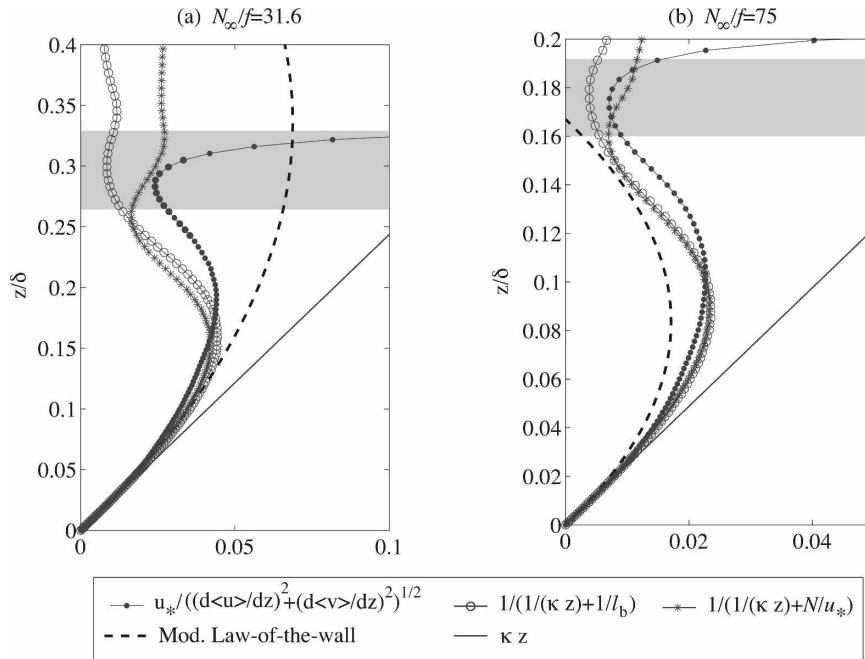 (a) N∞/f=31.6
(b) N∞/f=75
0.4
0.35
0.3
0.25
0.2
0.15
0.1
0.05
0
z/δ
0
0.05
0.1
0.2
0.18
0.16
0.14
0.12
0.1
0.08
0.06
0.04
0.02
0
z/δ
0
0.02
0.04
u*/((d<u>/dz)²+(d<v>/dz)²)^1/2
1/(1/(κ z)+1/l_b)
1/(1/(κ z)+N/u*)
Mod. Law-of-the-wall
κ z